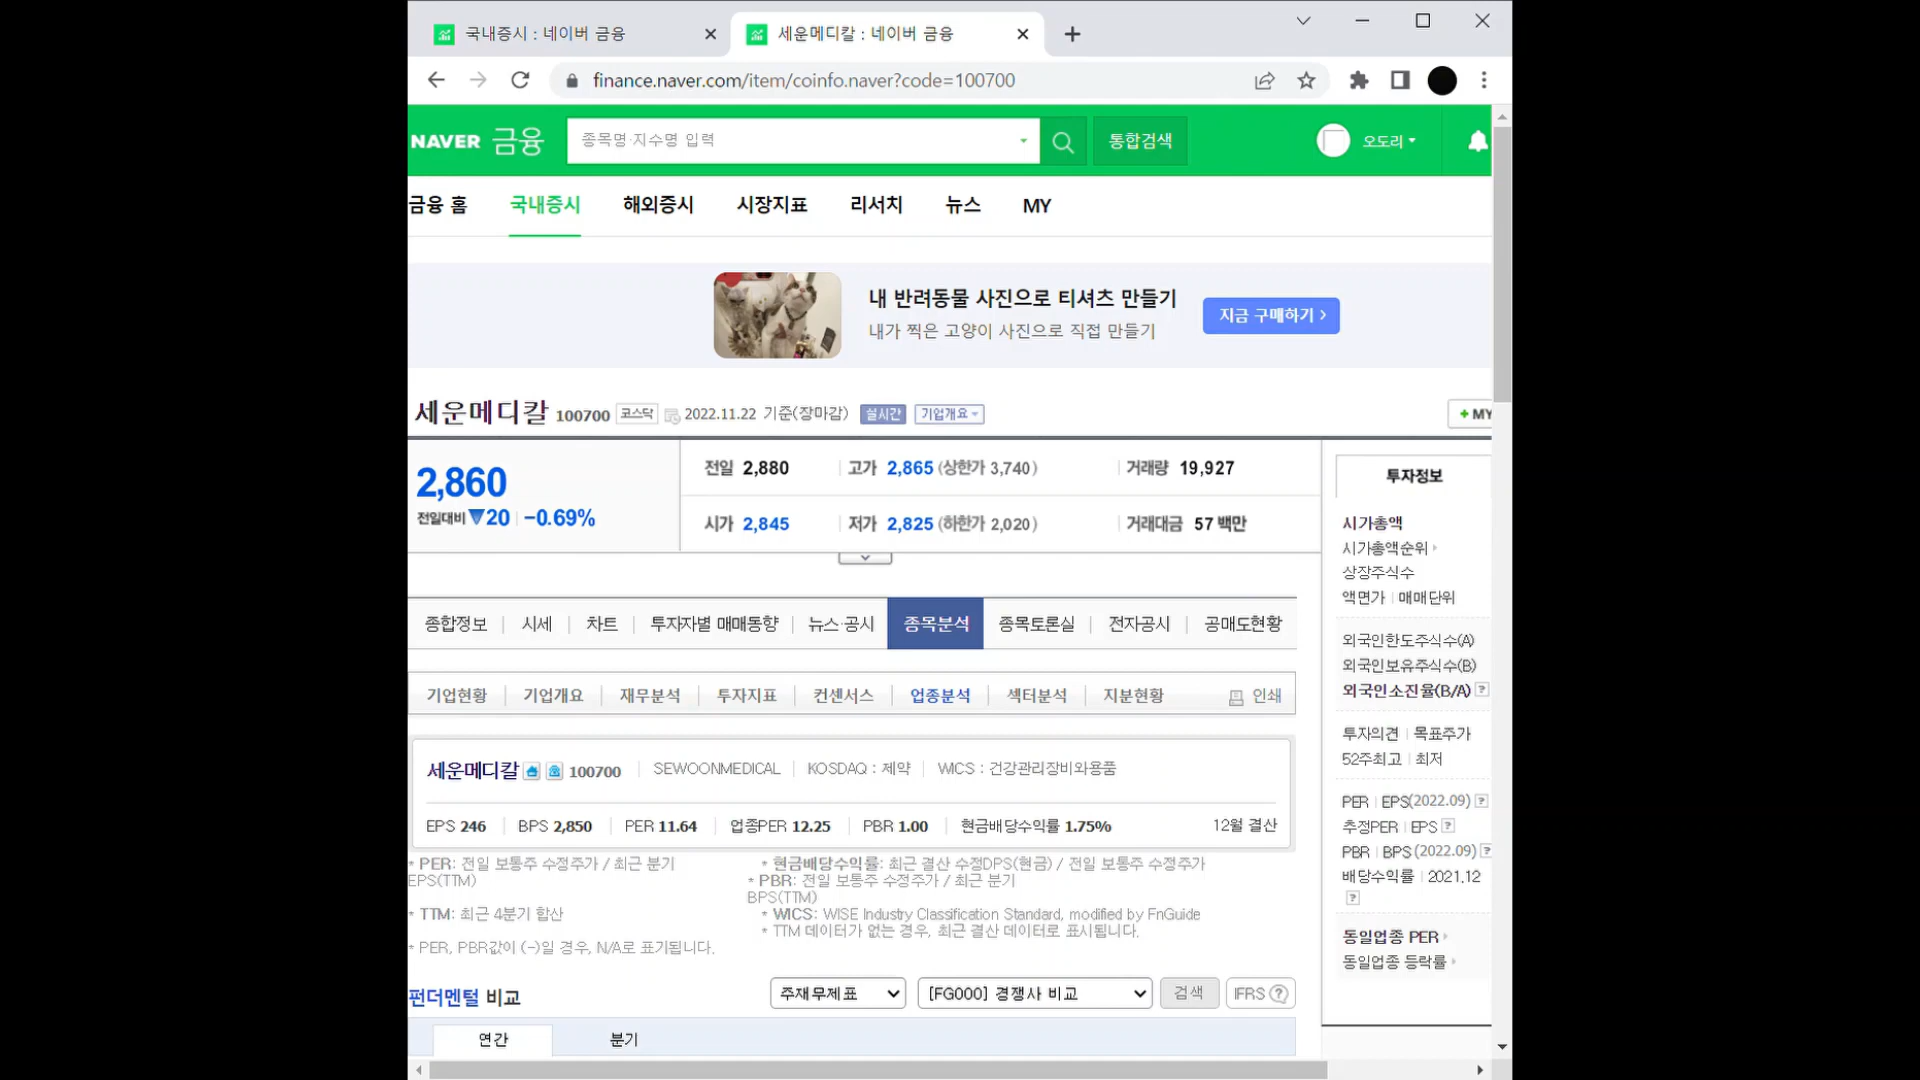 국내증시 : 네이버 금융
세운메디칼 : 네이버 금융
finance.naver.com/item/coinfo.naver?code=100700
NAVER 금융
종목명·지수명 입력
통합검색
오도리
금융 홈
국내증시
해외증시
시장지표
리서치
뉴스
MY
내 반려동물 사진으로 티셔츠 만들기
내가 찍은 고양이 사진으로 직접 만들기
지금 구매하기
세운메디칼 100700 코스닥 2022.11.22 기준(장마감) 실시간 기업개요
+ MY
2,860
전일대비 ▼20 -0.69%
전일 2,880 고가 2,865 (상한가 3,740) 거래량 19,927
시가 2,845 저가 2,825 (하한가 2,020) 거래대금 57 백만
종합정보 시세 차트 투자자별 매매동향 뉴스·공시 종목분석 종목토론실 전자공시 공매도현황
기업현황 기업개요 재무분석 투자지표 컨센서스 업종분석 섹터분석 지분현황 인쇄
세운메디칼 100700 SEWOONMEDICAL KOSDAQ : 제약 WICS : 건강관리장비와용품
EPS 246 BPS 2,850 PER 11.64 업종PER 12.25 PBR 1.00 현금배당수익률 1.75% 12월 결산
* PER: 전일 보통주 수정주가 / 최근 분기
EPS(TTM)
* TTM: 최근 4분기 합산
* PER, PBR값이 (-)일 경우, N/A로 표기됩니다.
* 현금배당수익률: 최근 결산 수정DPS(현금) / 전일 보통주 수정주가
* PBR: 전일 보통주 수정주가 / 최근 분기
BPS(TTM)
* WICS: WISE Industry Classification Standard, modified by FnGuide
* TTM 데이터가 없는 경우, 최근 결산 데이터로 표시됩니다.
펀더멘털 비교
주재무제표
[FG000] 경쟁사 비교
검색
IFRS ?
연간
분기
투자정보
시가총액
시가총액순위
상장주식수
액면가 매매단위
외국인한도주식수(A)
외국인보유주식수(B)
외국인소진율(B/A) ?
투자의견 목표주가
52주최고 최저
PER EPS(2022.09) ?
추정PER EPS ?
PBR BPS(2022.09) ?
배당수익률 2021.12
?
동일업종 PER
동일업종 등락률